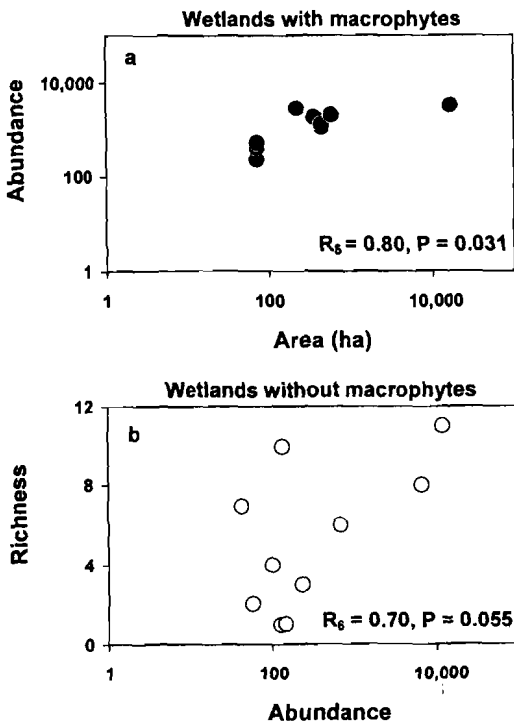 Wetlands with macrophytes
a
10,000
100
1
Abundance
R5 = 0.80, P = 0.031
1 100 10,000
Area (ha)
Wetlands without macrophytes
b
12
8
4
0
Richness
R6 = 0.70, P = 0.055
1 100 10,000
Abundance